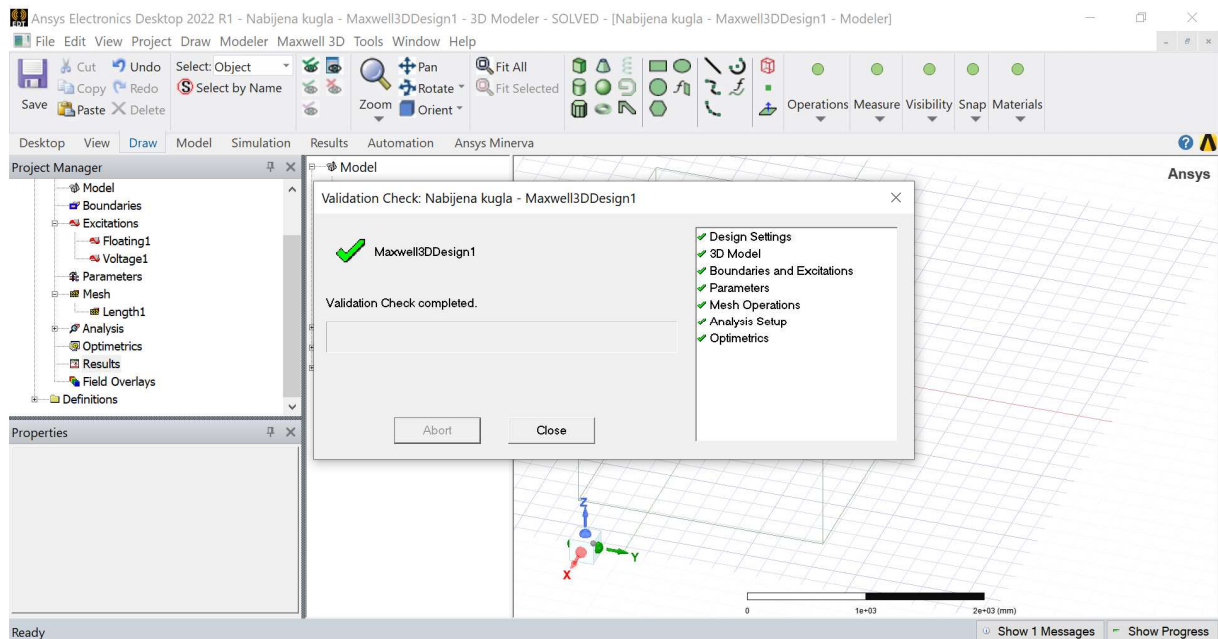 Ansys Electronics Desktop 2022 R1 - Nabijena kugla - Maxwell3DDesign1 - 3D Modeler - SOLVED - [Nabijena kugla - Maxwell3DDesign1 - Modeler]
File Edit View Project Draw Modeler Maxwell 3D Tools Window Help
Save
Cut Undo
Copy Redo
Paste Delete
Select: Object
Select by Name
Zoom
Pan
Rotate
Orient
Fit All
Fit Selected
Operations Measure Visibility Snap Materials
Desktop View Draw Model Simulation Results Automation Ansys Minerva
Project Manager
Model
Boundaries
Excitations
Floating1
Voltage1
Parameters
Mesh
Length1
Analysis
Optimetrics
Results
Field Overlays
Definitions
Properties
Model
Ansys
Validation Check: Nabijena kugla - Maxwell3DDesign1
Maxwell3DDesign1
Validation Check completed.
Abort Close
Design Settings
3D Model
Boundaries and Excitations
Parameters
Mesh Operations
Analysis Setup
Optimetrics
Z
Y
X
0 1e+03 2e+03 (mm)
Ready
Show 1 Messages Show Progress